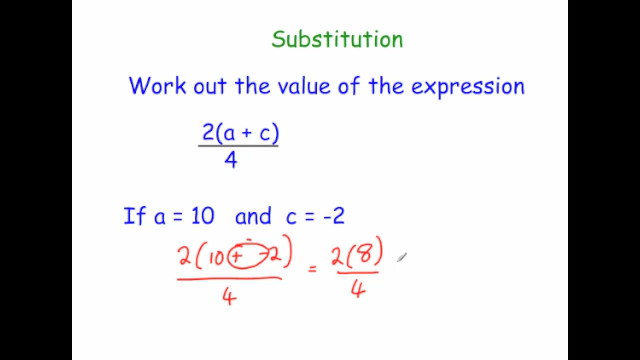 Substitution
Work out the value of the expression
2(a + c)
4
If a = 10 and c = -2
2(10 + - -2) = 2(8)
4 4